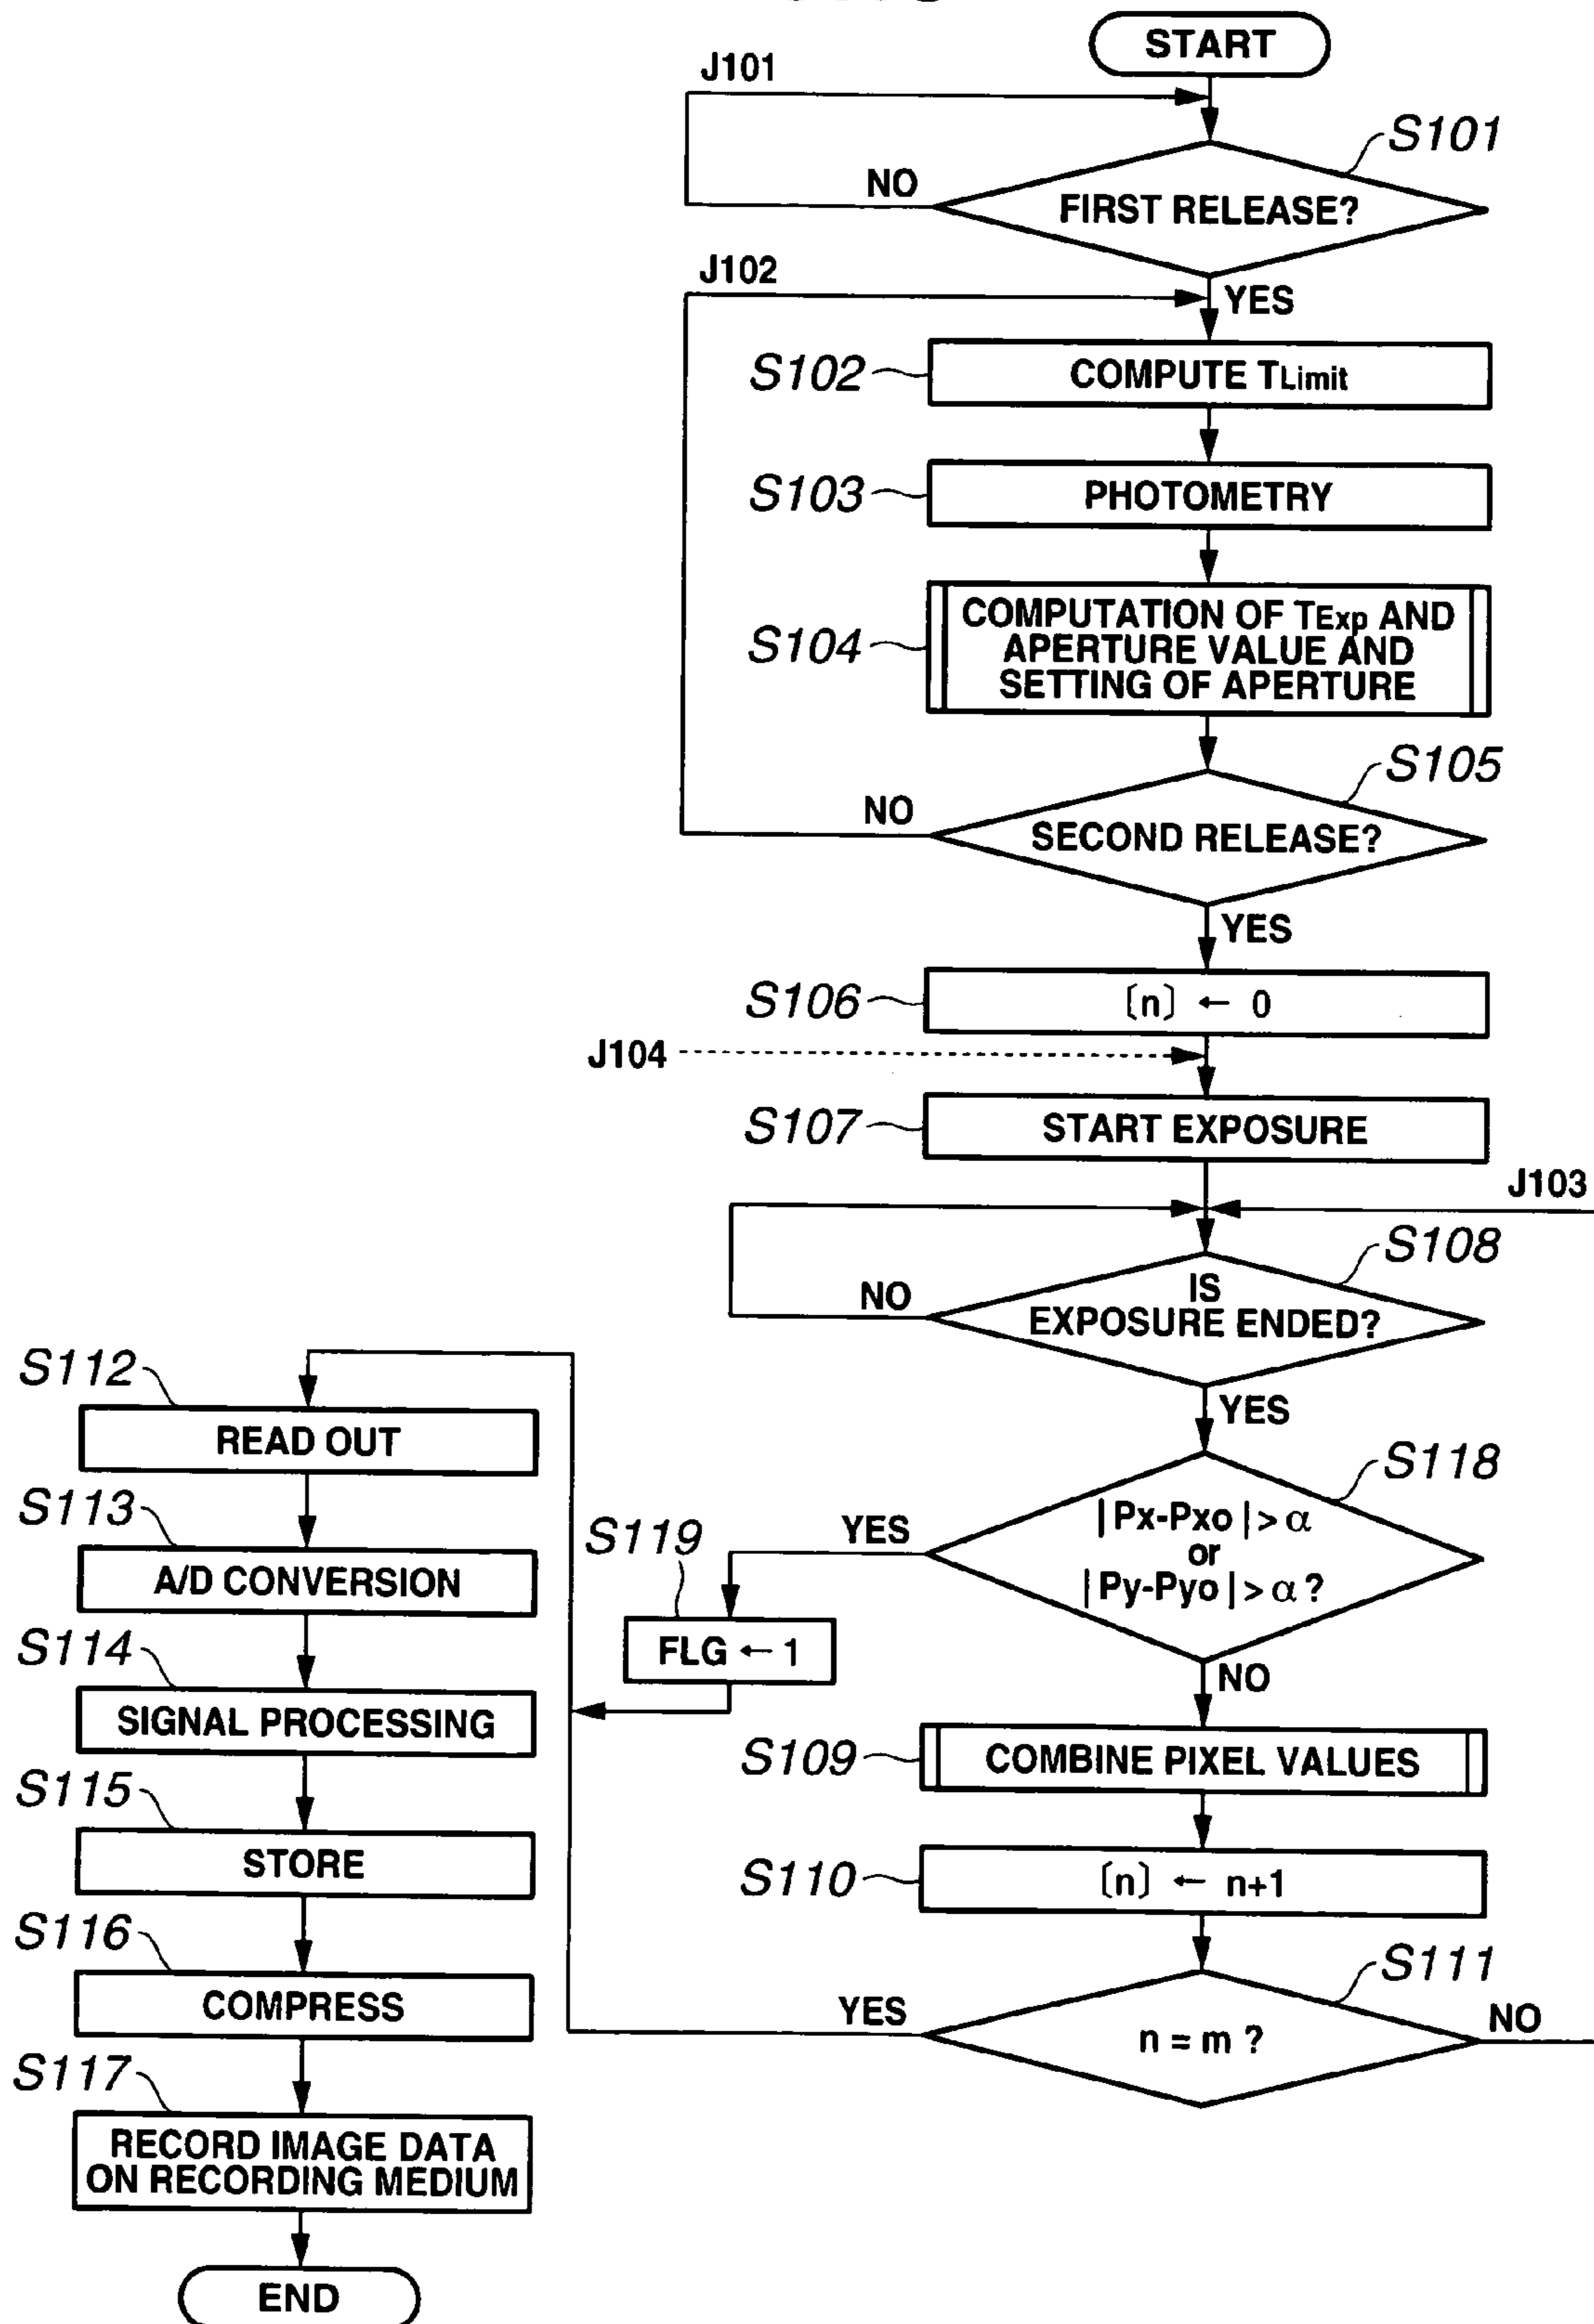 START
J101
S101
NO
FIRST RELEASE?
J102
YES
S102
COMPUTE TLimit
S103
PHOTOMETRY
S104
COMPUTATION OF TExp AND
APERTURE VALUE AND
SETTING OF APERTURE
S105
NO
SECOND RELEASE?
YES
S106
[n] ← 0
J104
S107
START EXPOSURE
J103
S108
NO
IS
EXPOSURE ENDED?
YES
S118
|Px-Pxo|>α
or
|Py-Pyo|>α?
YES
S119
FLG ← 1
NO
S109
COMBINE PIXEL VALUES
S110
[n] ← n+1
S111
YES
n = m ?
NO
S112
READ OUT
S113
A/D CONVERSION
S114
SIGNAL PROCESSING
S115
STORE
S116
COMPRESS
S117
RECORD IMAGE DATA
ON RECORDING MEDIUM
END